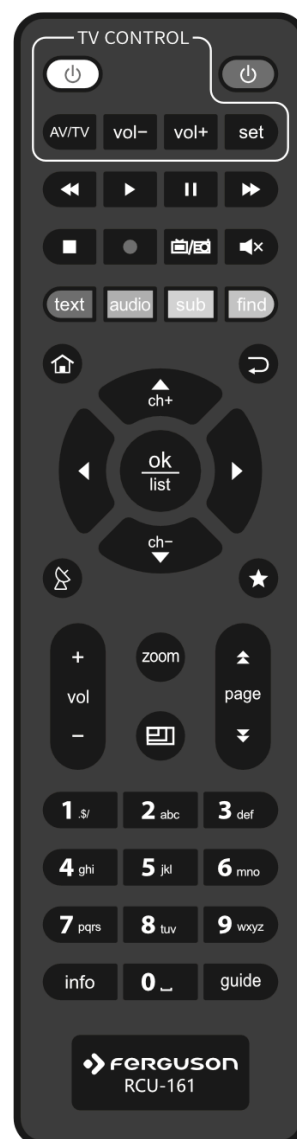 TV CONTROL
AV/TV vol– vol+ set
text audio sub find
ch+
ok
list
ch–
+ zoom
vol page
–
1 .$/ 2 abc 3 def
4 ghi 5 jkl 6 mno
7 pqrs 8 tuv 9 wxyz
info 0 ⎵ guide
FERGUSON
RCU-161